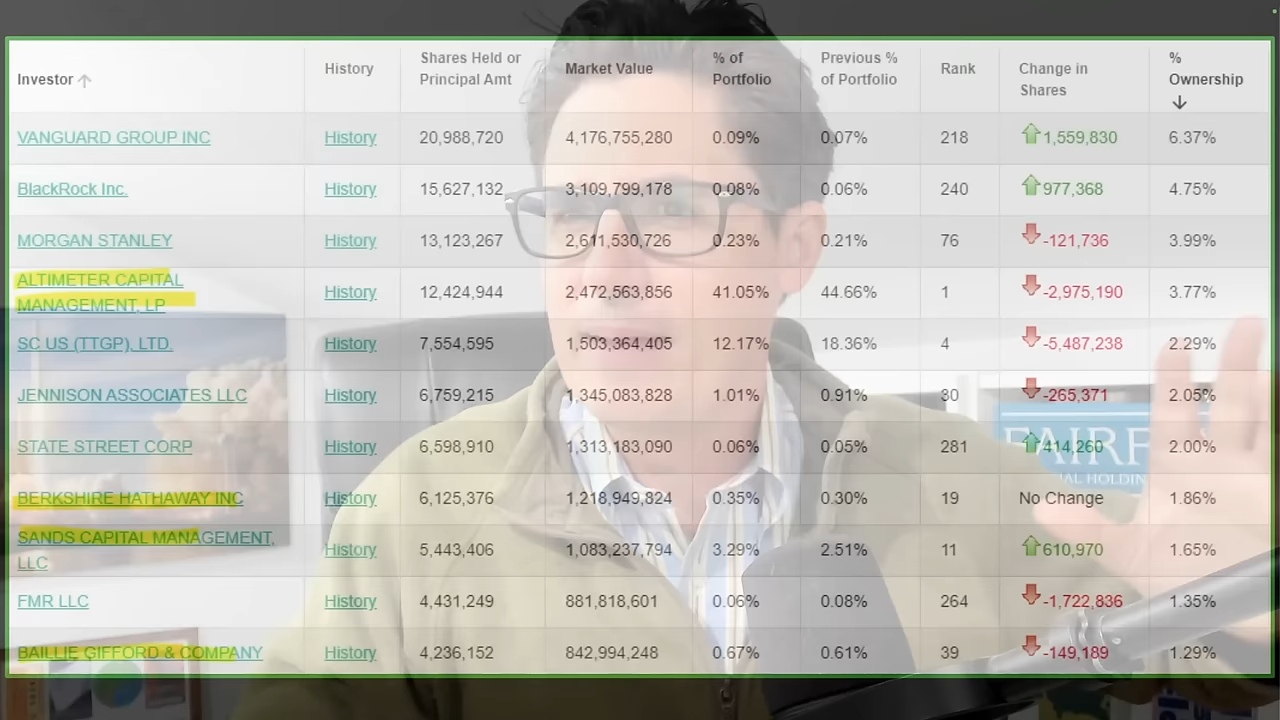 Investor History Shares Held or Principal Amt Market Value % of Portfolio Previous % of Portfolio Rank Change in Shares % Ownership
VANGUARD GROUP INC History 20,988,720 4,176,755,280 0.09% 0.07% 218 1,559,830 6.37%
BlackRock Inc. History 15,627,132 3,109,799,178 0.08% 0.06% 240 977,368 4.75%
MORGAN STANLEY History 13,123,267 2,611,530,726 0.23% 0.21% 76 -121,736 3.99%
ALTIMETER CAPITAL MANAGEMENT, LP History 12,424,944 2,472,563,856 41.05% 44.66% 1 -2,975,190 3.77%
SC US (TTGP), LTD. History 7,554,595 1,503,364,405 12.17% 18.36% 4 -5,487,238 2.29%
JENNISON ASSOCIATES LLC History 6,759,215 1,345,083,828 1.01% 0.91% 30 -265,371 2.05%
STATE STREET CORP History 6,598,910 1,313,183,090 0.06% 0.05% 281 414,260 2.00%
BERKSHIRE HATHAWAY INC History 6,125,376 1,218,949,824 0.35% 0.30% 19 No Change 1.86%
SANDS CAPITAL MANAGEMENT, LLC History 5,443,406 1,083,237,794 3.29% 2.51% 11 610,970 1.65%
FMR LLC History 4,431,249 881,818,601 0.06% 0.08% 264 -1,722,836 1.35%
BAILLIE GIFFORD & COMPANY History 4,236,152 842,994,248 0.67% 0.61% 39 -149,189 1.29%